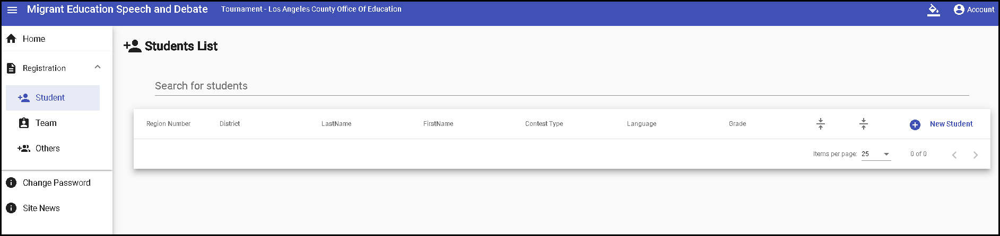 Migrant Education Speech and Debate Tournament - Los Angeles County Office Of Education Account
Home
Registration
Student
Team
Others
Change Password
Site News
Students List
Search for students
Region Number District LastName FirstName Contest Type Language Grade New Student
Items per page: 25 0 of 0